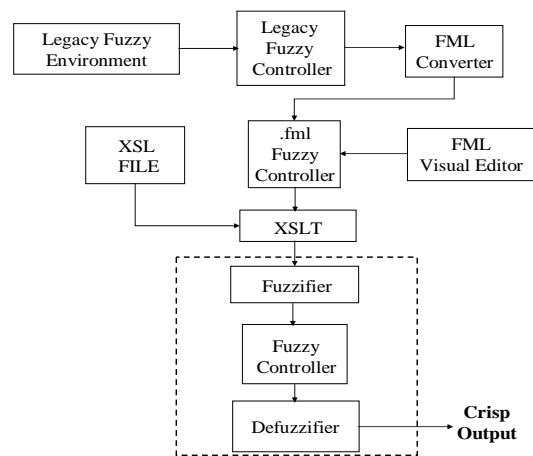 Legacy Fuzzy
Environment
Legacy
Fuzzy
Controller
FML
Converter
XSL
FILE
.fml
Fuzzy
Controller
FML
Visual Editor
XSLT
Fuzzifier
Fuzzy
Controller
Defuzzifier
Crisp
Output